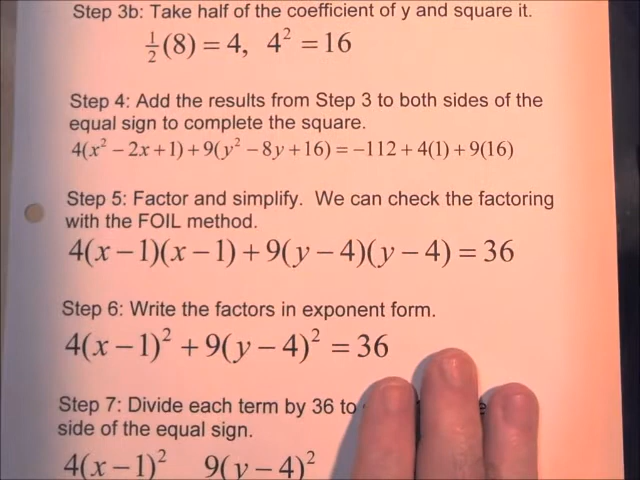 Step 3b: Take half of the coefficient of y and square it.
½(8) = 4, 4² = 16
Step 4: Add the results from Step 3 to both sides of the
equal sign to complete the square.
4(x² − 2x + 1) + 9(y² − 8y + 16) = −112 + 4(1) + 9(16)
Step 5: Factor and simplify. We can check the factoring
with the FOIL method.
4(x − 1)(x − 1) + 9(y − 4)(y − 4) = 36
Step 6: Write the factors in exponent form.
4(x − 1)² + 9(y − 4)² = 36
Step 7: Divide each term by 36 to
side of the equal sign.
4(x − 1)² 9(y − 4)²